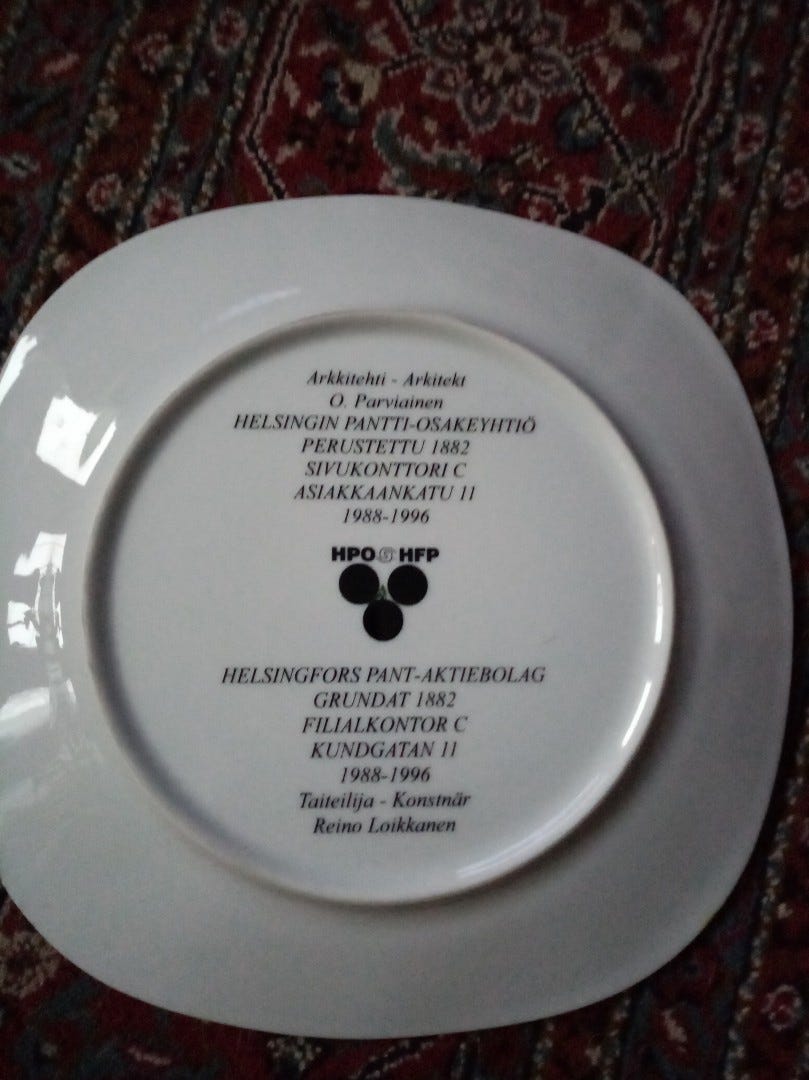 Arkkitehti - Arkitekt
O. Parviainen
HELSINGIN PANTTI-OSAKEYHTIÖ
PERUSTETTU 1882
SIVUKONTTORI C
ASIAKKAANKATU 11
1988-1996
HPO HFP
HELSINGFORS PANT-AKTIEBOLAG
GRUNDAT 1882
FILIALKONTOR C
KUNDGATAN 11
1988-1996
Taiteilija - Konstnär
Reino Loikkanen